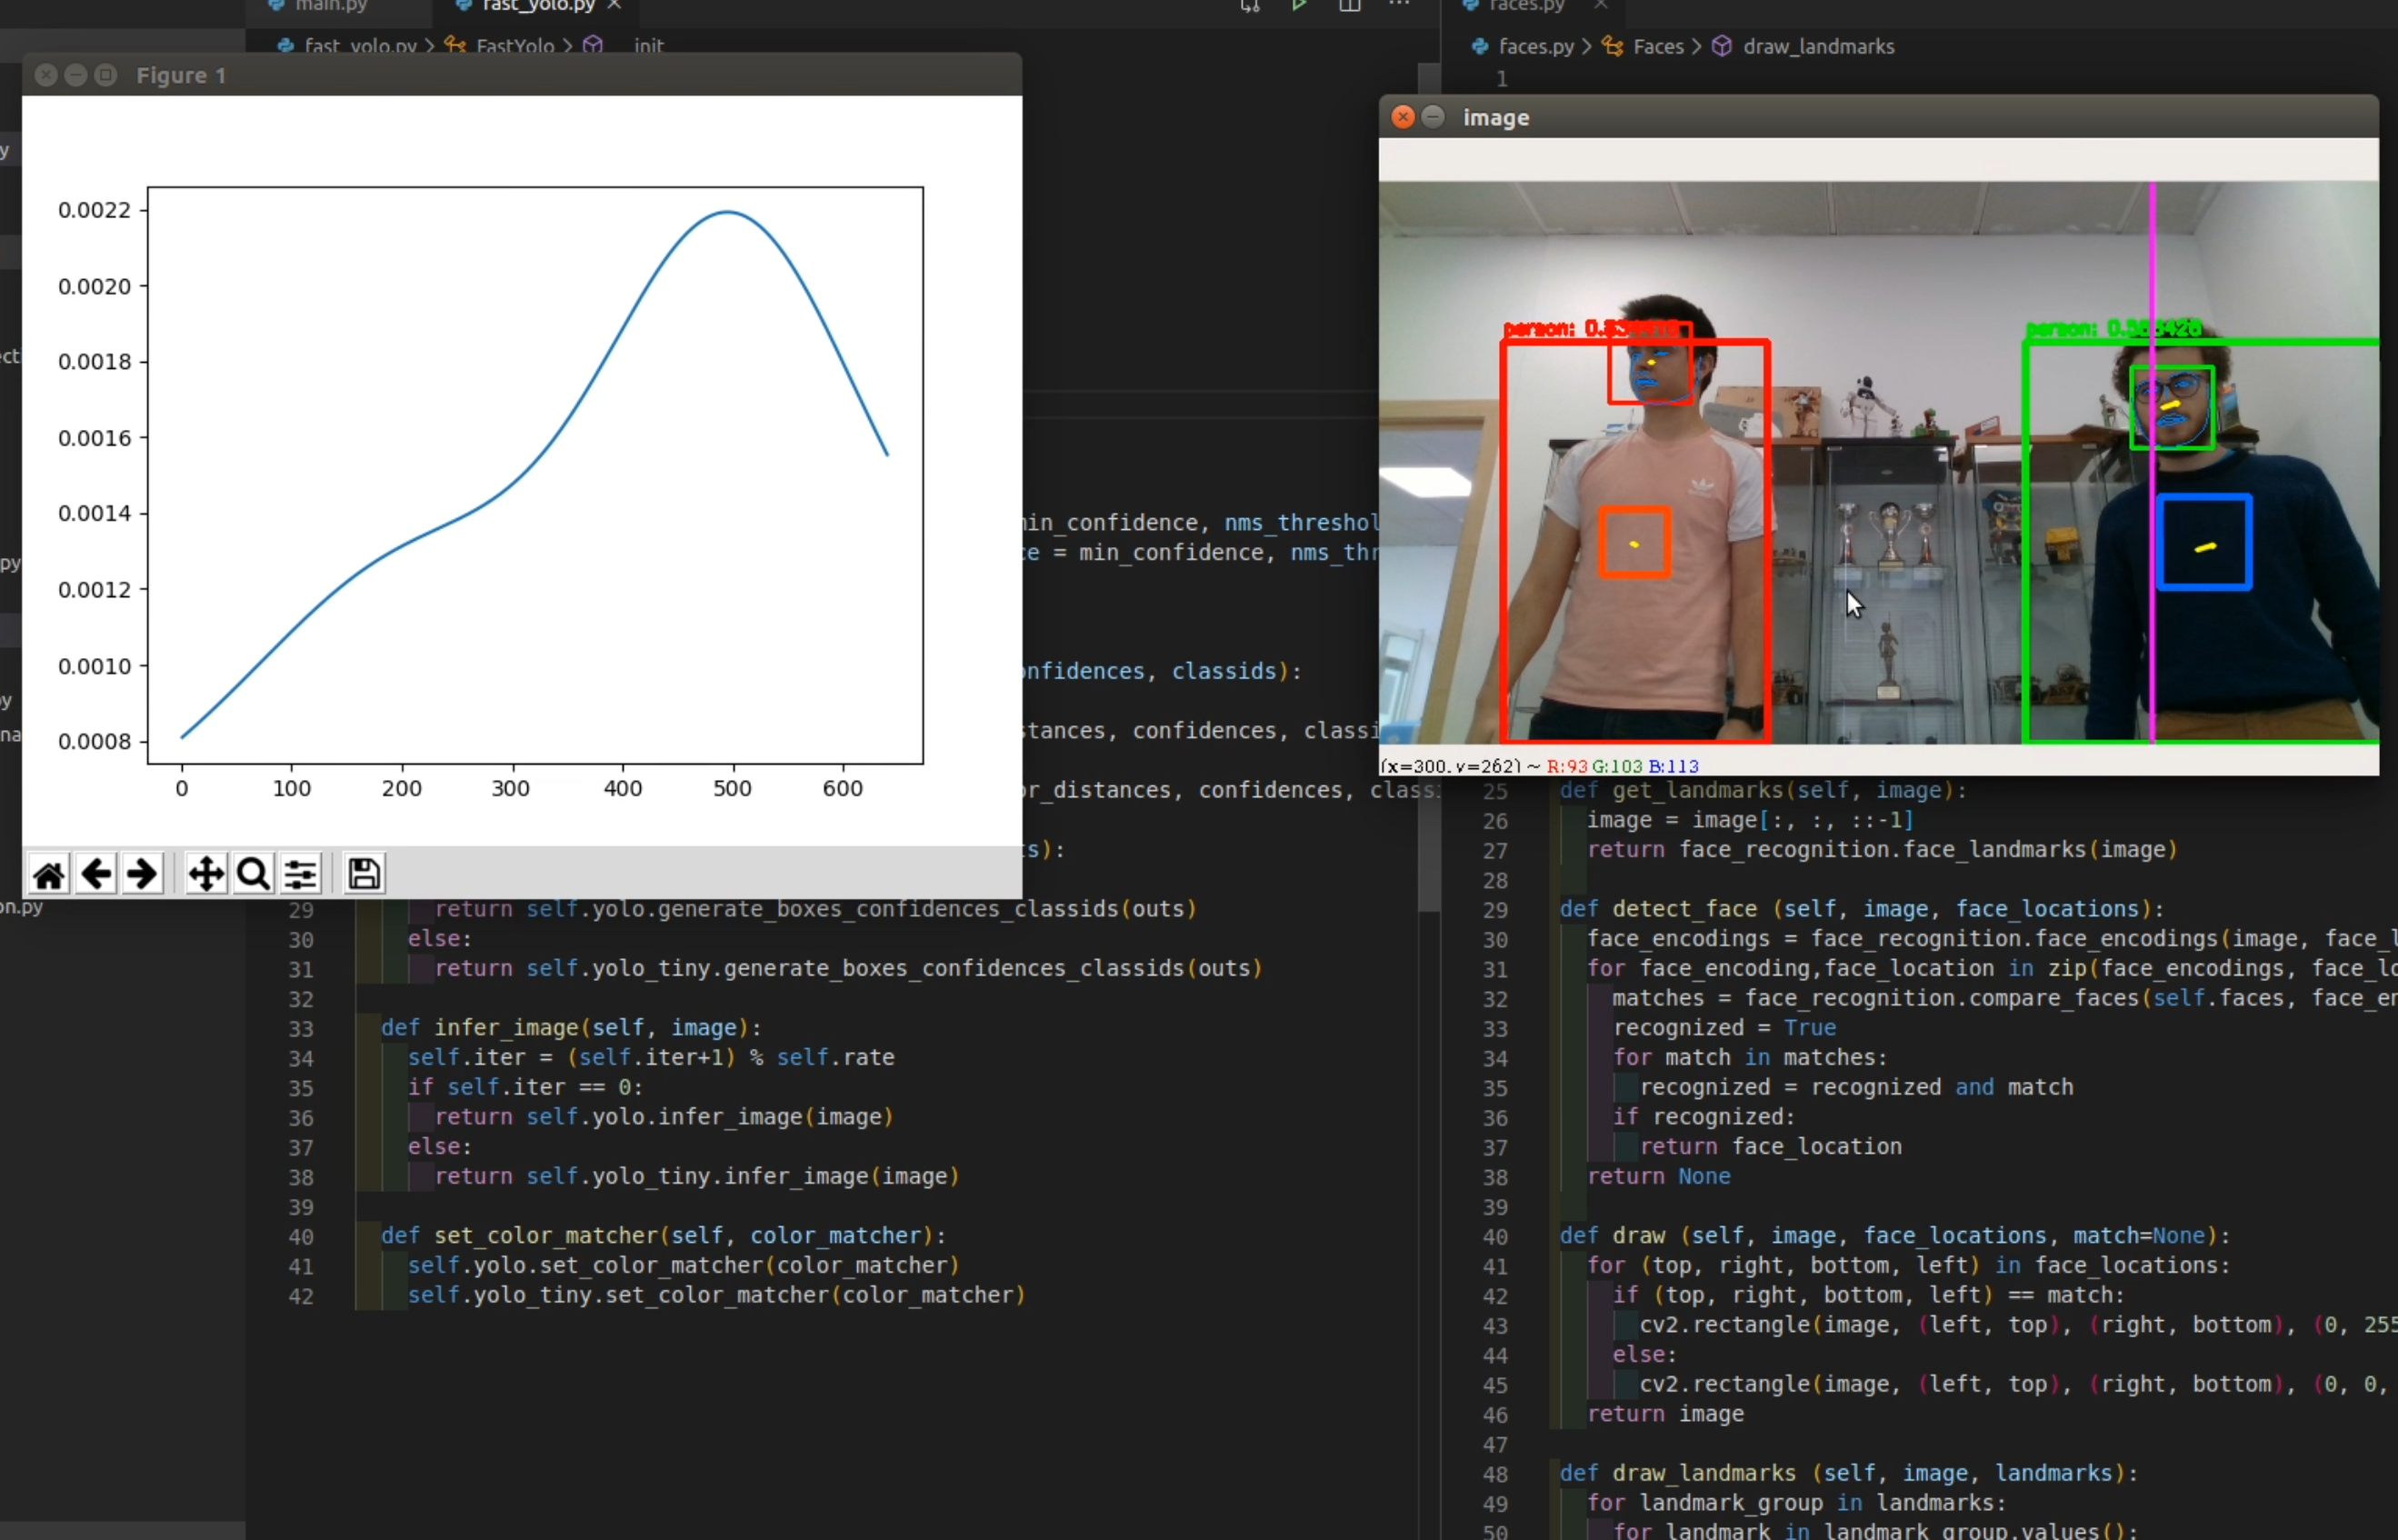 main.py
fast_yolo.py
fast_yolo.py > FastYolo > __init__
Figure 1
0.0022
0.0020
0.0018
0.0016
0.0014
0.0012
0.0010
0.0008
0 100 200 300 400 500 600
in_confidence, nms_threshol
= min_confidence, nms_thr
nfidences, classids):
tances, confidences, classi
r_distances, confidences, class
s):
29 return self.yolo.generate_boxes_confidences_classids(outs)
30 else:
31 return self.yolo_tiny.generate_boxes_confidences_classids(outs)
32
33 def infer_image(self, image):
34 self.iter = (self.iter+1) % self.rate
35 if self.iter == 0:
36 return self.yolo.infer_image(image)
37 else:
38 return self.yolo_tiny.infer_image(image)
39
40 def set_color_matcher(self, color_matcher):
41 self.yolo.set_color_matcher(color_matcher)
42 self.yolo_tiny.set_color_matcher(color_matcher)
faces.py
faces.py > Faces > draw_landmarks
1
image
person:
person:
(x=300, y=262) ~ R:93 G:103 B:113
25 def get_landmarks(self, image):
26 image = image[:, :, ::-1]
27 return face_recognition.face_landmarks(image)
28
29 def detect_face (self, image, face_locations):
30 face_encodings = face_recognition.face_encodings(image, face_l
31 for face_encoding,face_location in zip(face_encodings, face_lo
32 matches = face_recognition.compare_faces(self.faces, face_en
33 recognized = True
34 for match in matches:
35 recognized = recognized and match
36 if recognized:
37 return face_location
38 return None
39
40 def draw (self, image, face_locations, match=None):
41 for (top, right, bottom, left) in face_locations:
42 if (top, right, bottom, left) == match:
43 cv2.rectangle(image, (left, top), (right, bottom), (0, 255
44 else:
45 cv2.rectangle(image, (left, top), (right, bottom), (0, 0,
46 return image
47
48 def draw_landmarks (self, image, landmarks):
49 for landmark_group in landmarks:
50 for landmark in landmark_group.values():